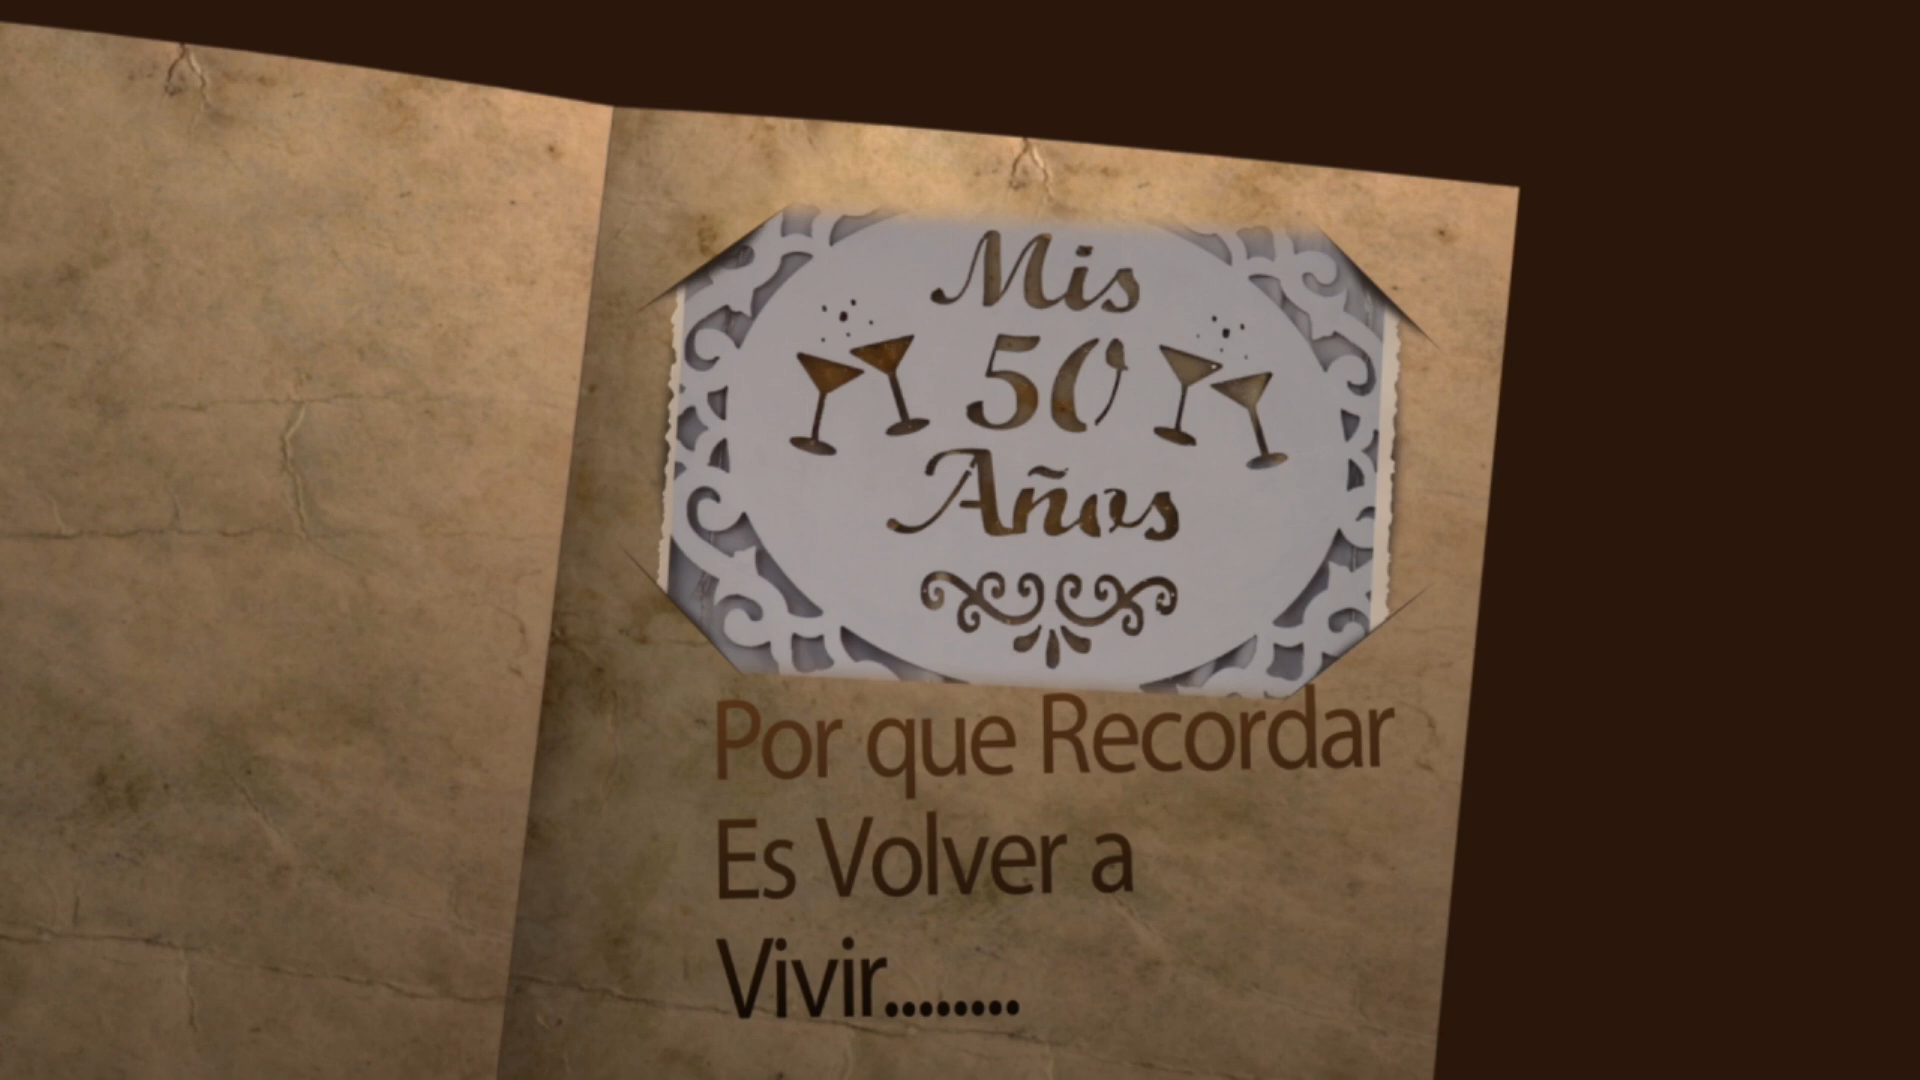 Mis
50
Años
Por que Recordar
Es Volver a
Vivir........